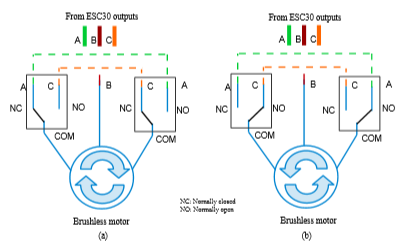 From ESC30 outputs
A B C
A C B C A
NC NO NC NO
COM COM
Brushless motor
(a)
NC: Normally closed
NO: Normally open
From ESC30 outputs
A B C
A C B C A
NC NO NC NO
COM COM
Brushless motor
(b)